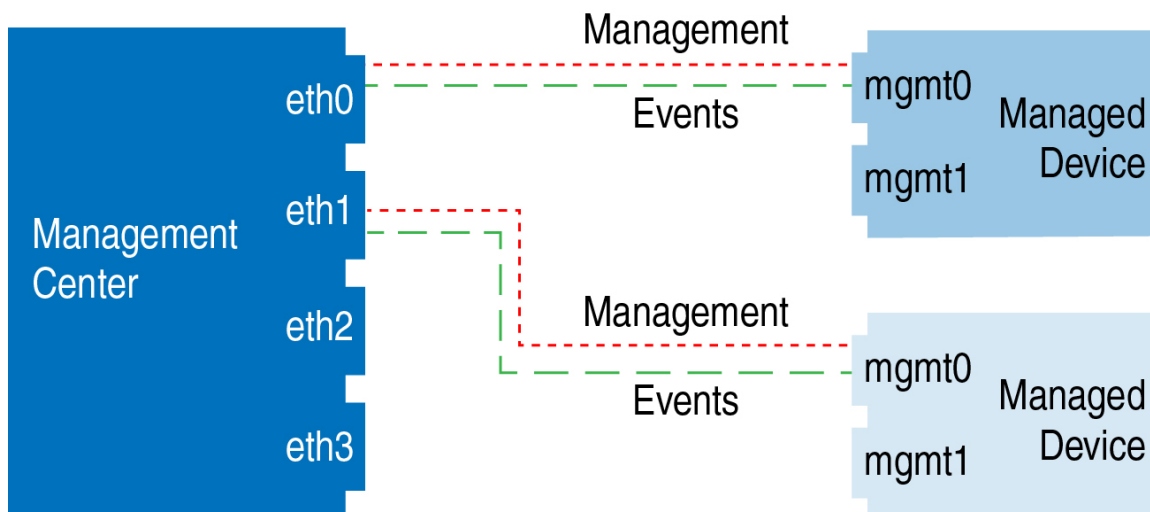 Management
Center
eth0
eth1
eth2
eth3
Management
Events
mgmt0
mgmt1
Managed
Device
Management
Events
mgmt0
mgmt1
Managed
Device